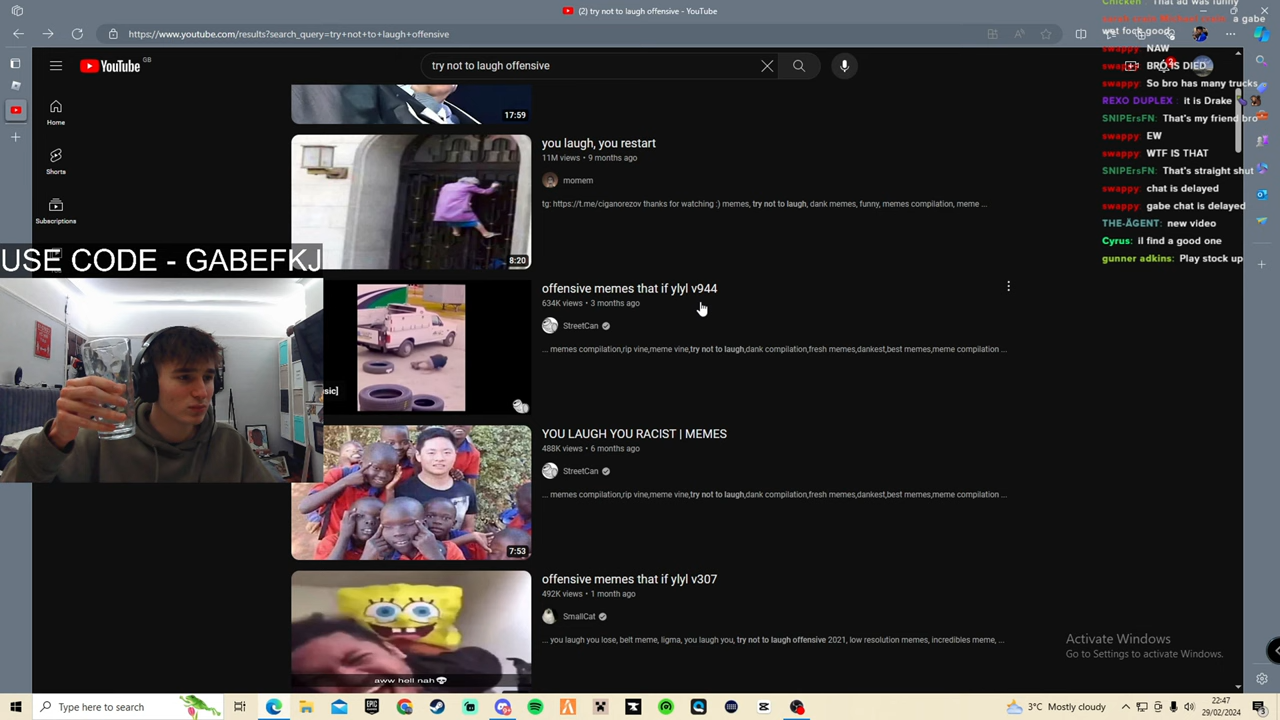 (2) try not to laugh offensive - YouTube
https://www.youtube.com/results?search_query=try+not+to+laugh+offensive
YouTube GB
try not to laugh offensive
Home
Shorts
Subscriptions
17:59
you laugh, you restart
11M views • 9 months ago
momem
tg: https://t.me/ciganorezov thanks for watching :) memes, try not to laugh, dank memes, funny, memes compilation, meme ...
8:20
USE CODE - GABEFKJ
offensive memes that if ylyl v944
634K views • 3 months ago
StreetCan
... memes compilation,rip vine,meme vine,try not to laugh,dank compilation,fresh memes,dankest,best memes,meme compilation ...
sic]
YOU LAUGH YOU RACIST | MEMES
488K views • 6 months ago
StreetCan
... memes compilation,rip vine,meme vine,try not to laugh,dank compilation,fresh memes,dankest,best memes,meme compilation ...
7:53
offensive memes that if ylyl v307
492K views • 1 month ago
SmallCat
... you laugh you lose, belt meme, ligma, you laugh you, try not to laugh offensive 2021, low resolution memes, incredibles meme, ...
aww hell nah
Chicken : That ad was funny
a gabe
wet fock good
swappy: NAW
swappy: BRO IS DIED
swappy: So bro has many trucks
REXO DUPLEX : it is Drake
SNIPErsFN: That's my friend bro
swappy: EW
swappy: WTF IS THAT
SNIPErsFN: That's straight shut
swappy: chat is delayed
swappy: gabe chat is delayed
THE-ÄGENT: new video
Cyrus: il find a good one
gunner adkins: Play stock up
Activate Windows
Go to Settings to activate Windows.
Type here to search
EPIC
3°C Mostly cloudy
22:47
29/02/2024